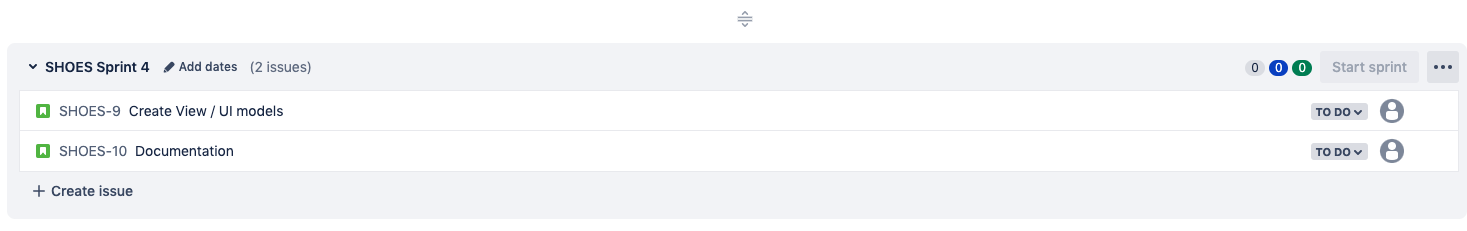 SHOES Sprint 4 Add dates (2 issues) 0 0 0 Start sprint
SHOES-9 Create View / UI models TO DO
SHOES-10 Documentation TO DO
Create issue